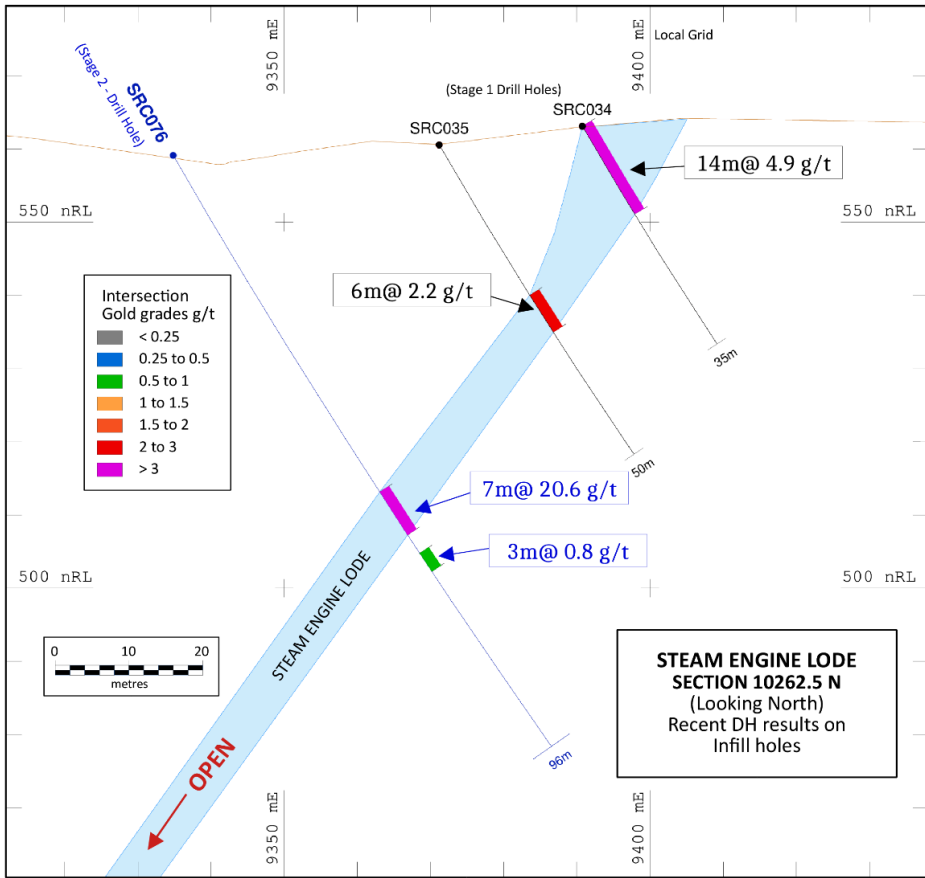 9350 mE
9400 mE
Local Grid
(Stage 2 - Drill Hole)
SRC076
(Stage 1 Drill Holes)
SRC035
SRC034
14m@ 4.9 g/t
550 nRL
550 nRL
6m@ 2.2 g/t
Intersection
Gold grades g/t
< 0.25
0.25 to 0.5
0.5 to 1
1 to 1.5
1.5 to 2
2 to 3
> 3
35m
50m
7m@ 20.6 g/t
3m@ 0.8 g/t
500 nRL
500 nRL
STEAM ENGINE LODE
0 10 20
metres
STEAM ENGINE LODE
SECTION 10262.5 N
(Looking North)
Recent DH results on
Infill holes
OPEN
96m
9350 mE
9400 mE